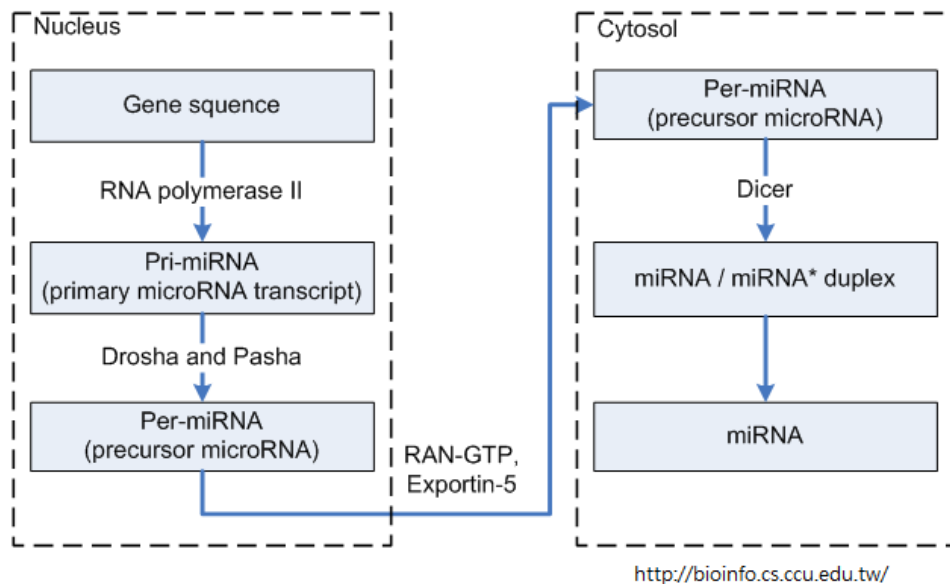 Nucleus
Gene squence
RNA polymerase II
Pri-miRNA
(primary microRNA transcript)
Drosha and Pasha
Per-miRNA
(precursor microRNA)
RAN-GTP,
Exportin-5
Cytosol
Per-miRNA
(precursor microRNA)
Dicer
miRNA / miRNA* duplex
miRNA
http://bioinfo.cs.ccu.edu.tw/